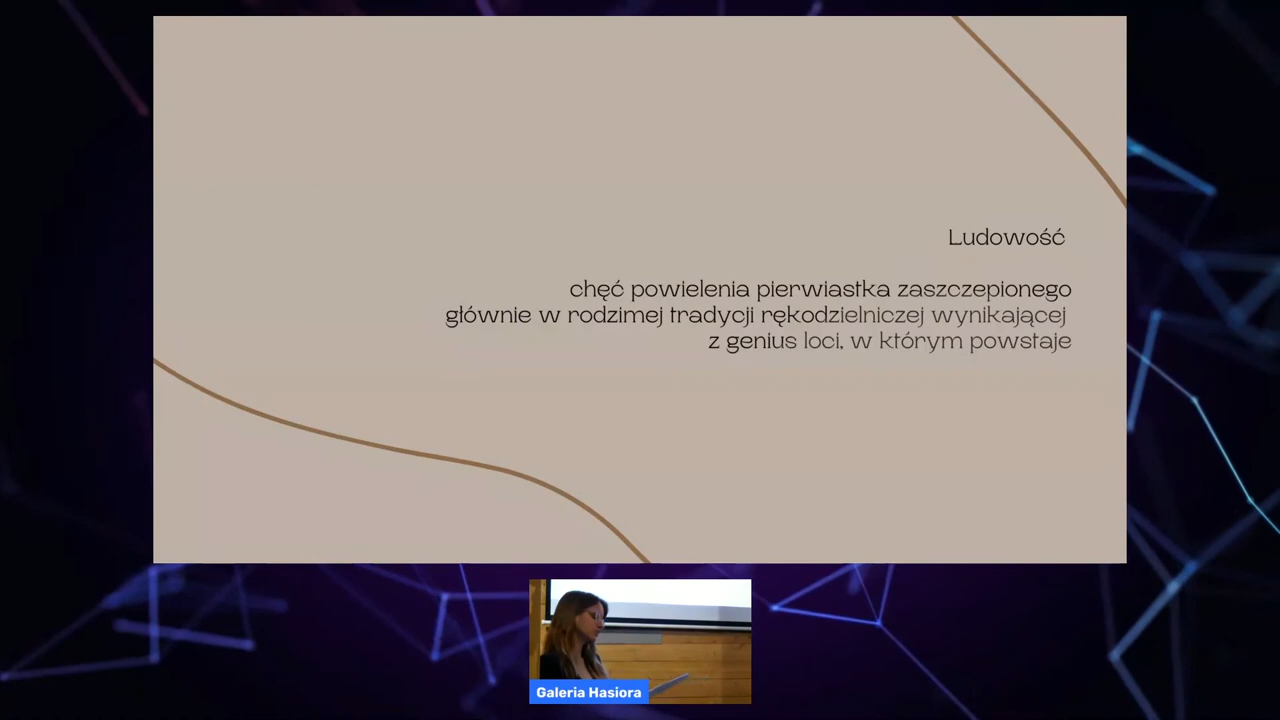 Ludowość
chęć powielenia pierwiastka zaszczepionego
głównie w rodzimej tradycji rękodzielniczej wynikającej
z genius loci, w którym powstaje
Galeria Hasiora